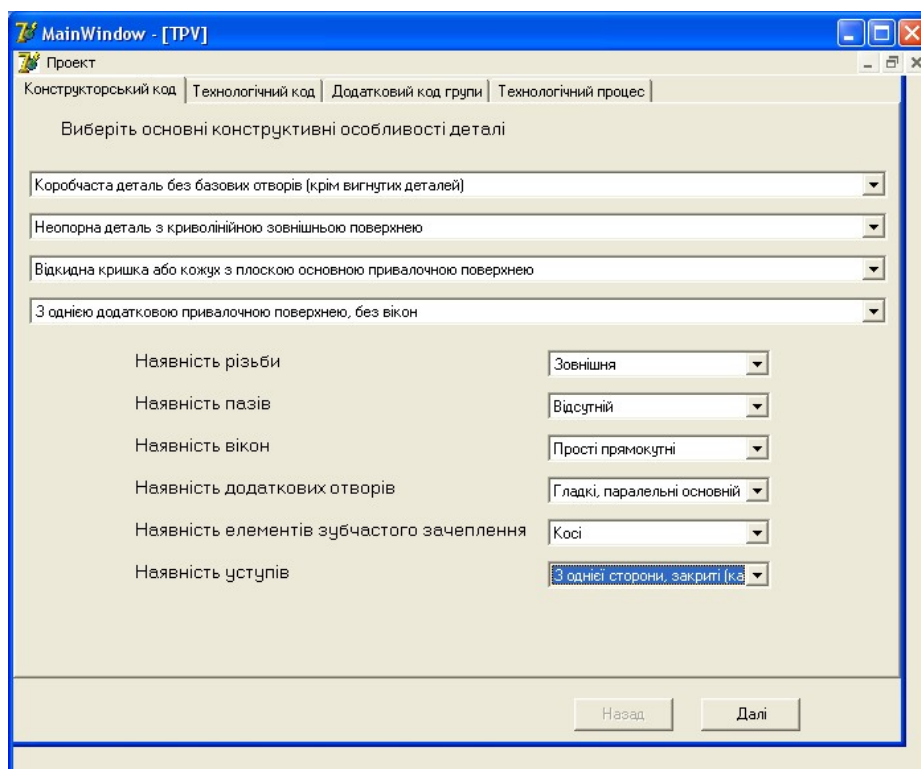 MainWindow - [TPV]
Проект
Конструкторський код Технологічний код Додатковий код групи Технологічний процес
Виберіть основні конструктивні особливості деталі
Коробчаста деталь без базових отворів (крім вигнутих деталей)
Неопорна деталь з криволінійною зовнішньою поверхнею
Відкидна кришка або кожух з плоскою основною привалочною поверхнею
З однією додатковою привалочною поверхнею, без вікон
Наявність різьби Зовнішня
Наявність пазів Відсутній
Наявність вікон Прості прямокутні
Наявність додаткових отворів Гладкі, паралельні основній
Наявність елементів зубчастого зачеплення Косі
Наявність уступів З однієї сторони, закриті (ка
Назад Далі